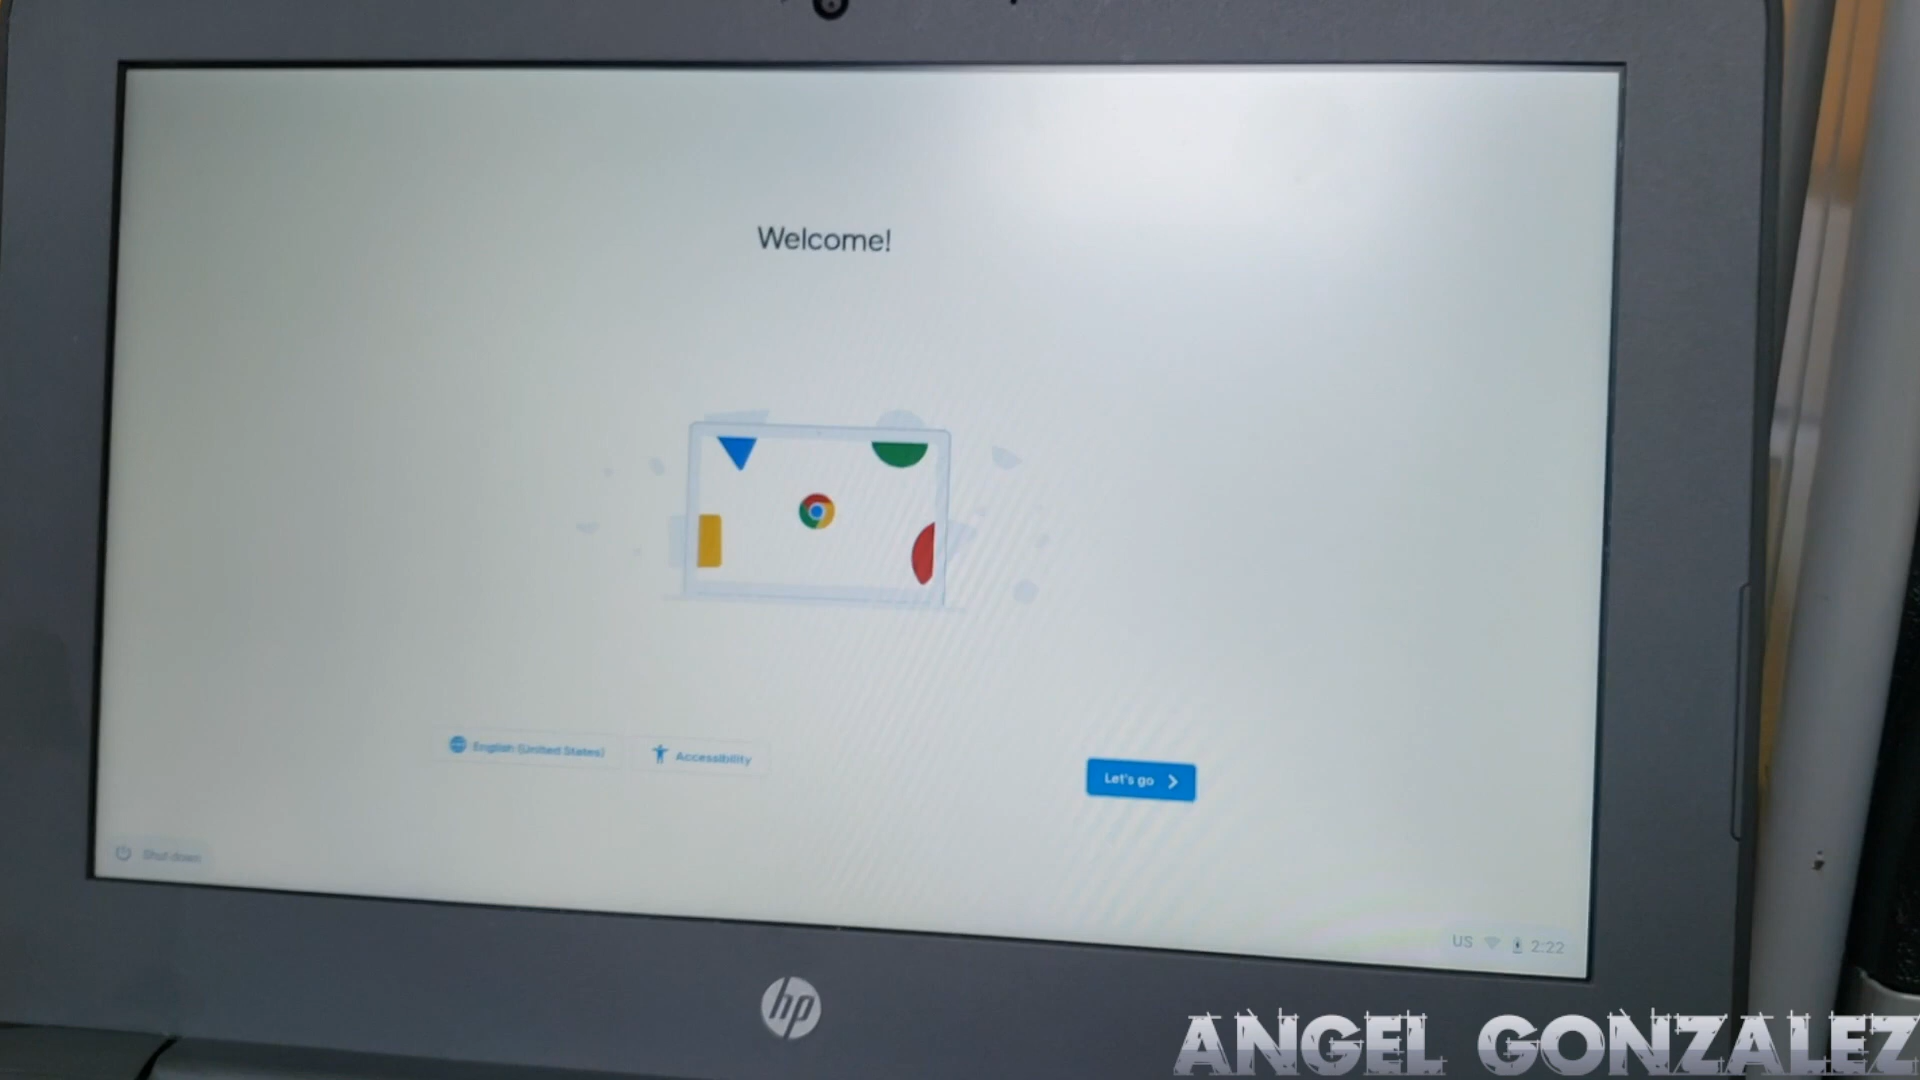 Welcome!
English (United States)
Accessibility
Let's go
Shut down
US
2:22
hp
ANGEL GONZALEZ